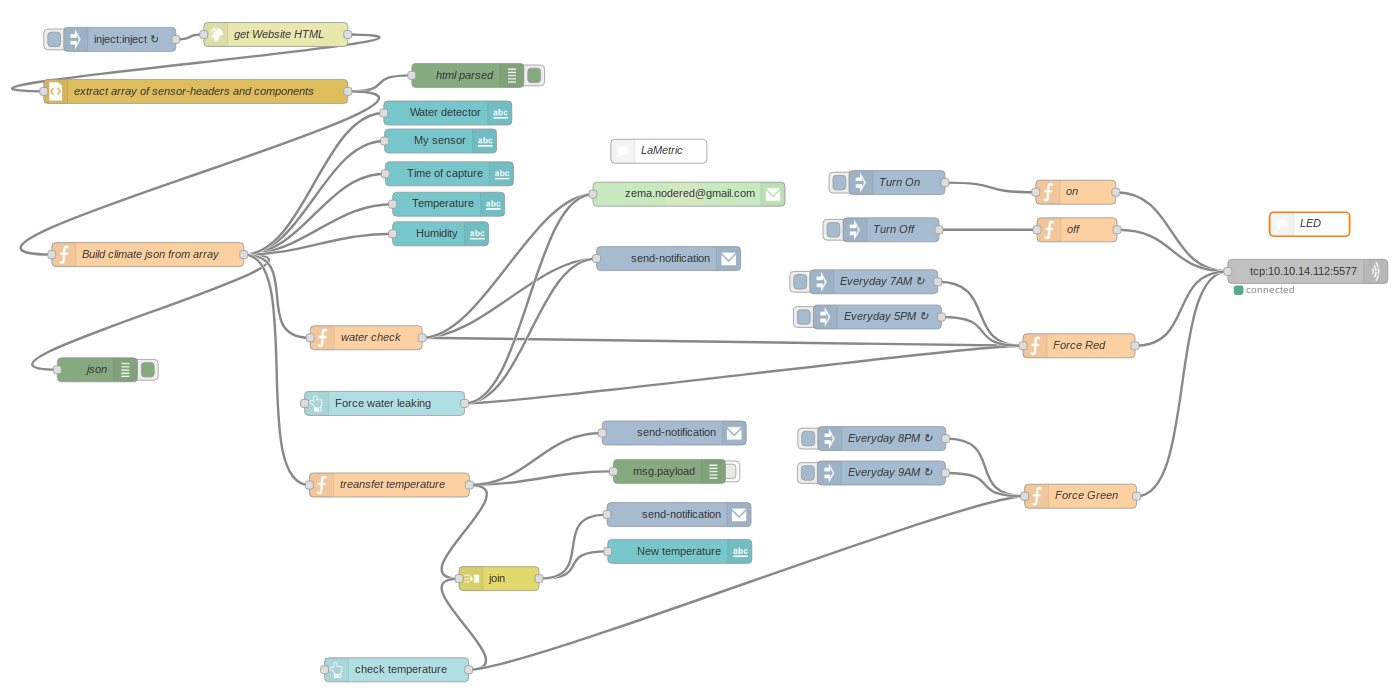 inject:inject ↻
get Website HTML
extract array of sensor-headers and components
html parsed
Water detector
abc
My sensor
abc
Time of capture
abc
Temperature
abc
Humidity
abc
Build climate json from array
json
water check
Force water leaking
treansfet temperature
join
check temperature
LaMetric
zema.nodered@gmail.com
send-notification
send-notification
msg.payload
send-notification
New temperature
abc
Turn On
Turn Off
Everyday 7AM ↻
Everyday 5PM ↻
Everyday 8PM ↻
Everyday 9AM ↻
on
off
Force Red
Force Green
LED
tcp:10.10.14.112:5577
connected